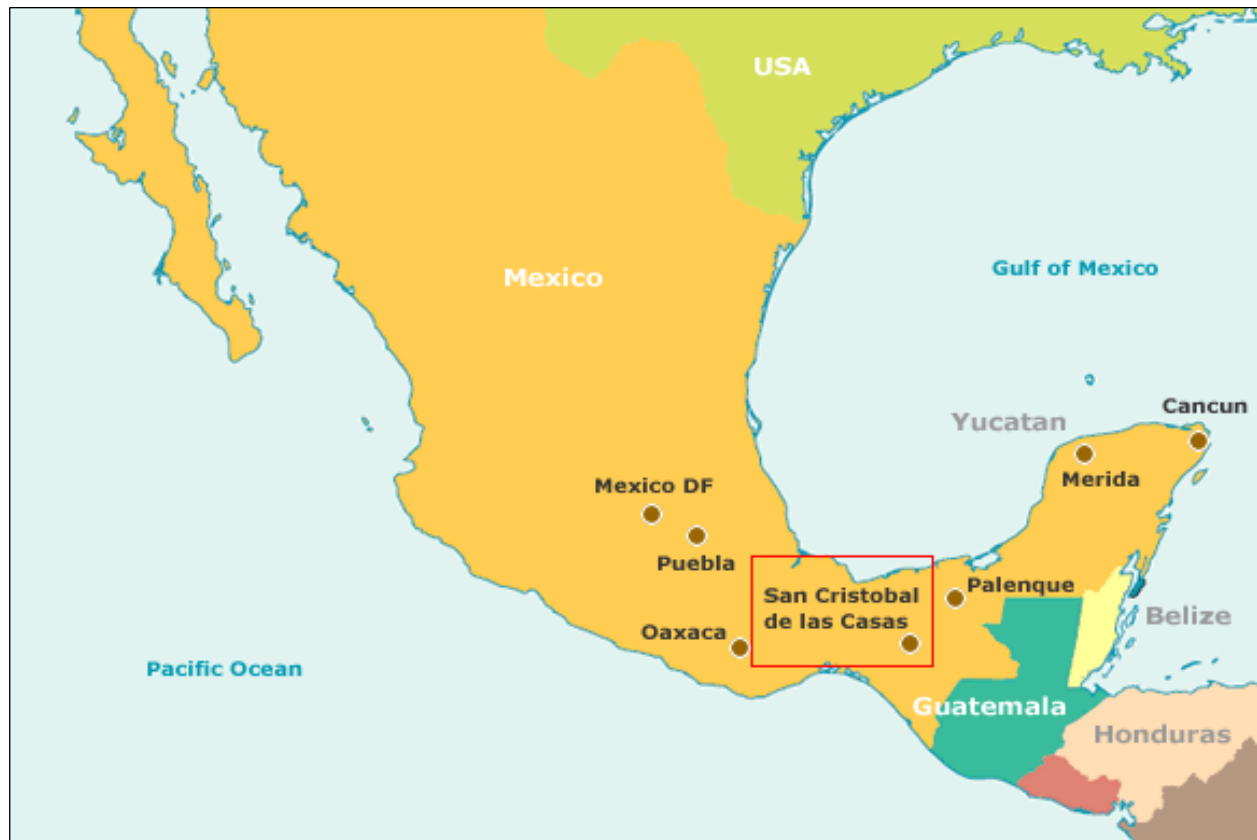 USA
Mexico
Gulf of Mexico
Cancun
Yucatan
Merida
Mexico DF
Puebla
San Cristobal
de las Casas
Palenque
Belize
Oaxaca
Pacific Ocean
Guatemala
Honduras